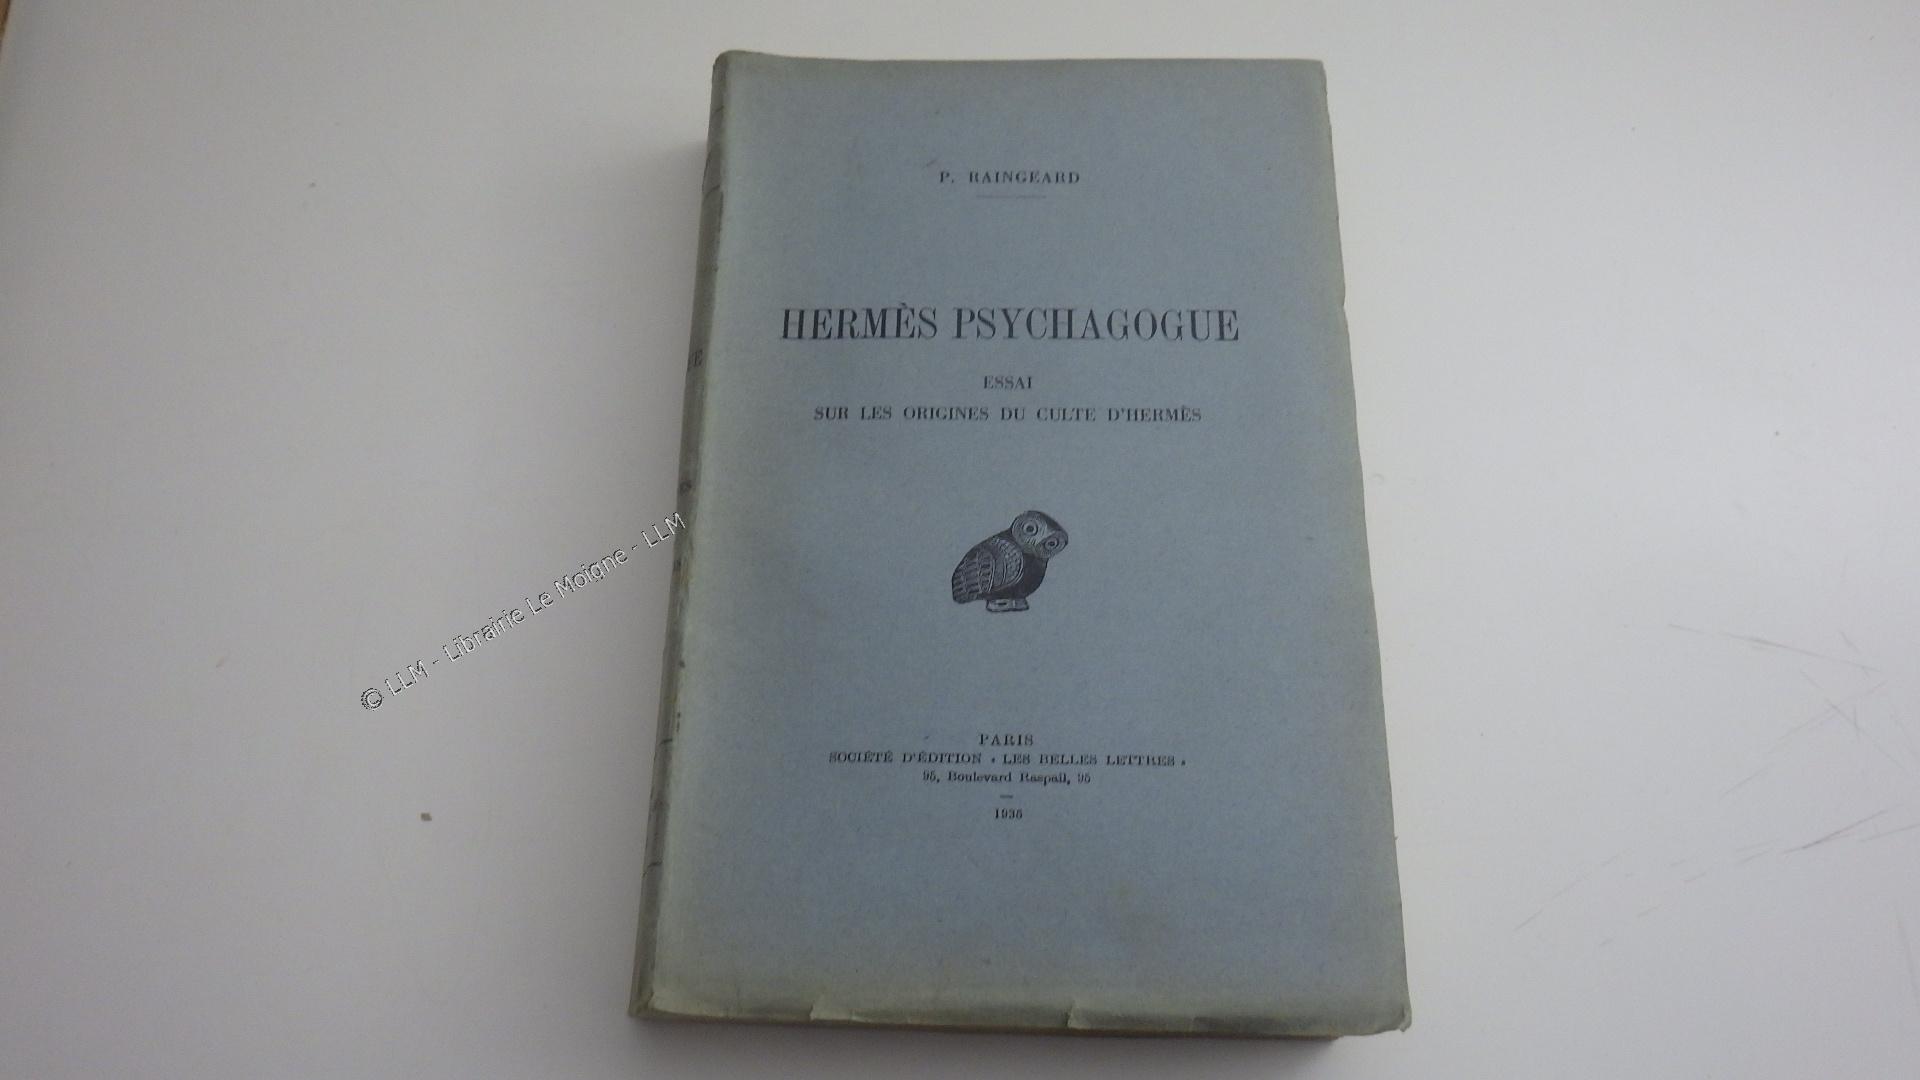 P. RAINGEARD
HERMÈS PSYCHAGOGUE
ESSAI
SUR LES ORIGINES DU CULTE D'HERMÈS
PARIS
SOCIÉTÉ D'ÉDITION « LES BELLES LETTRES »
95, Boulevard Raspail, 95
1935
© LLM - Librairie Le Moigne - LLM